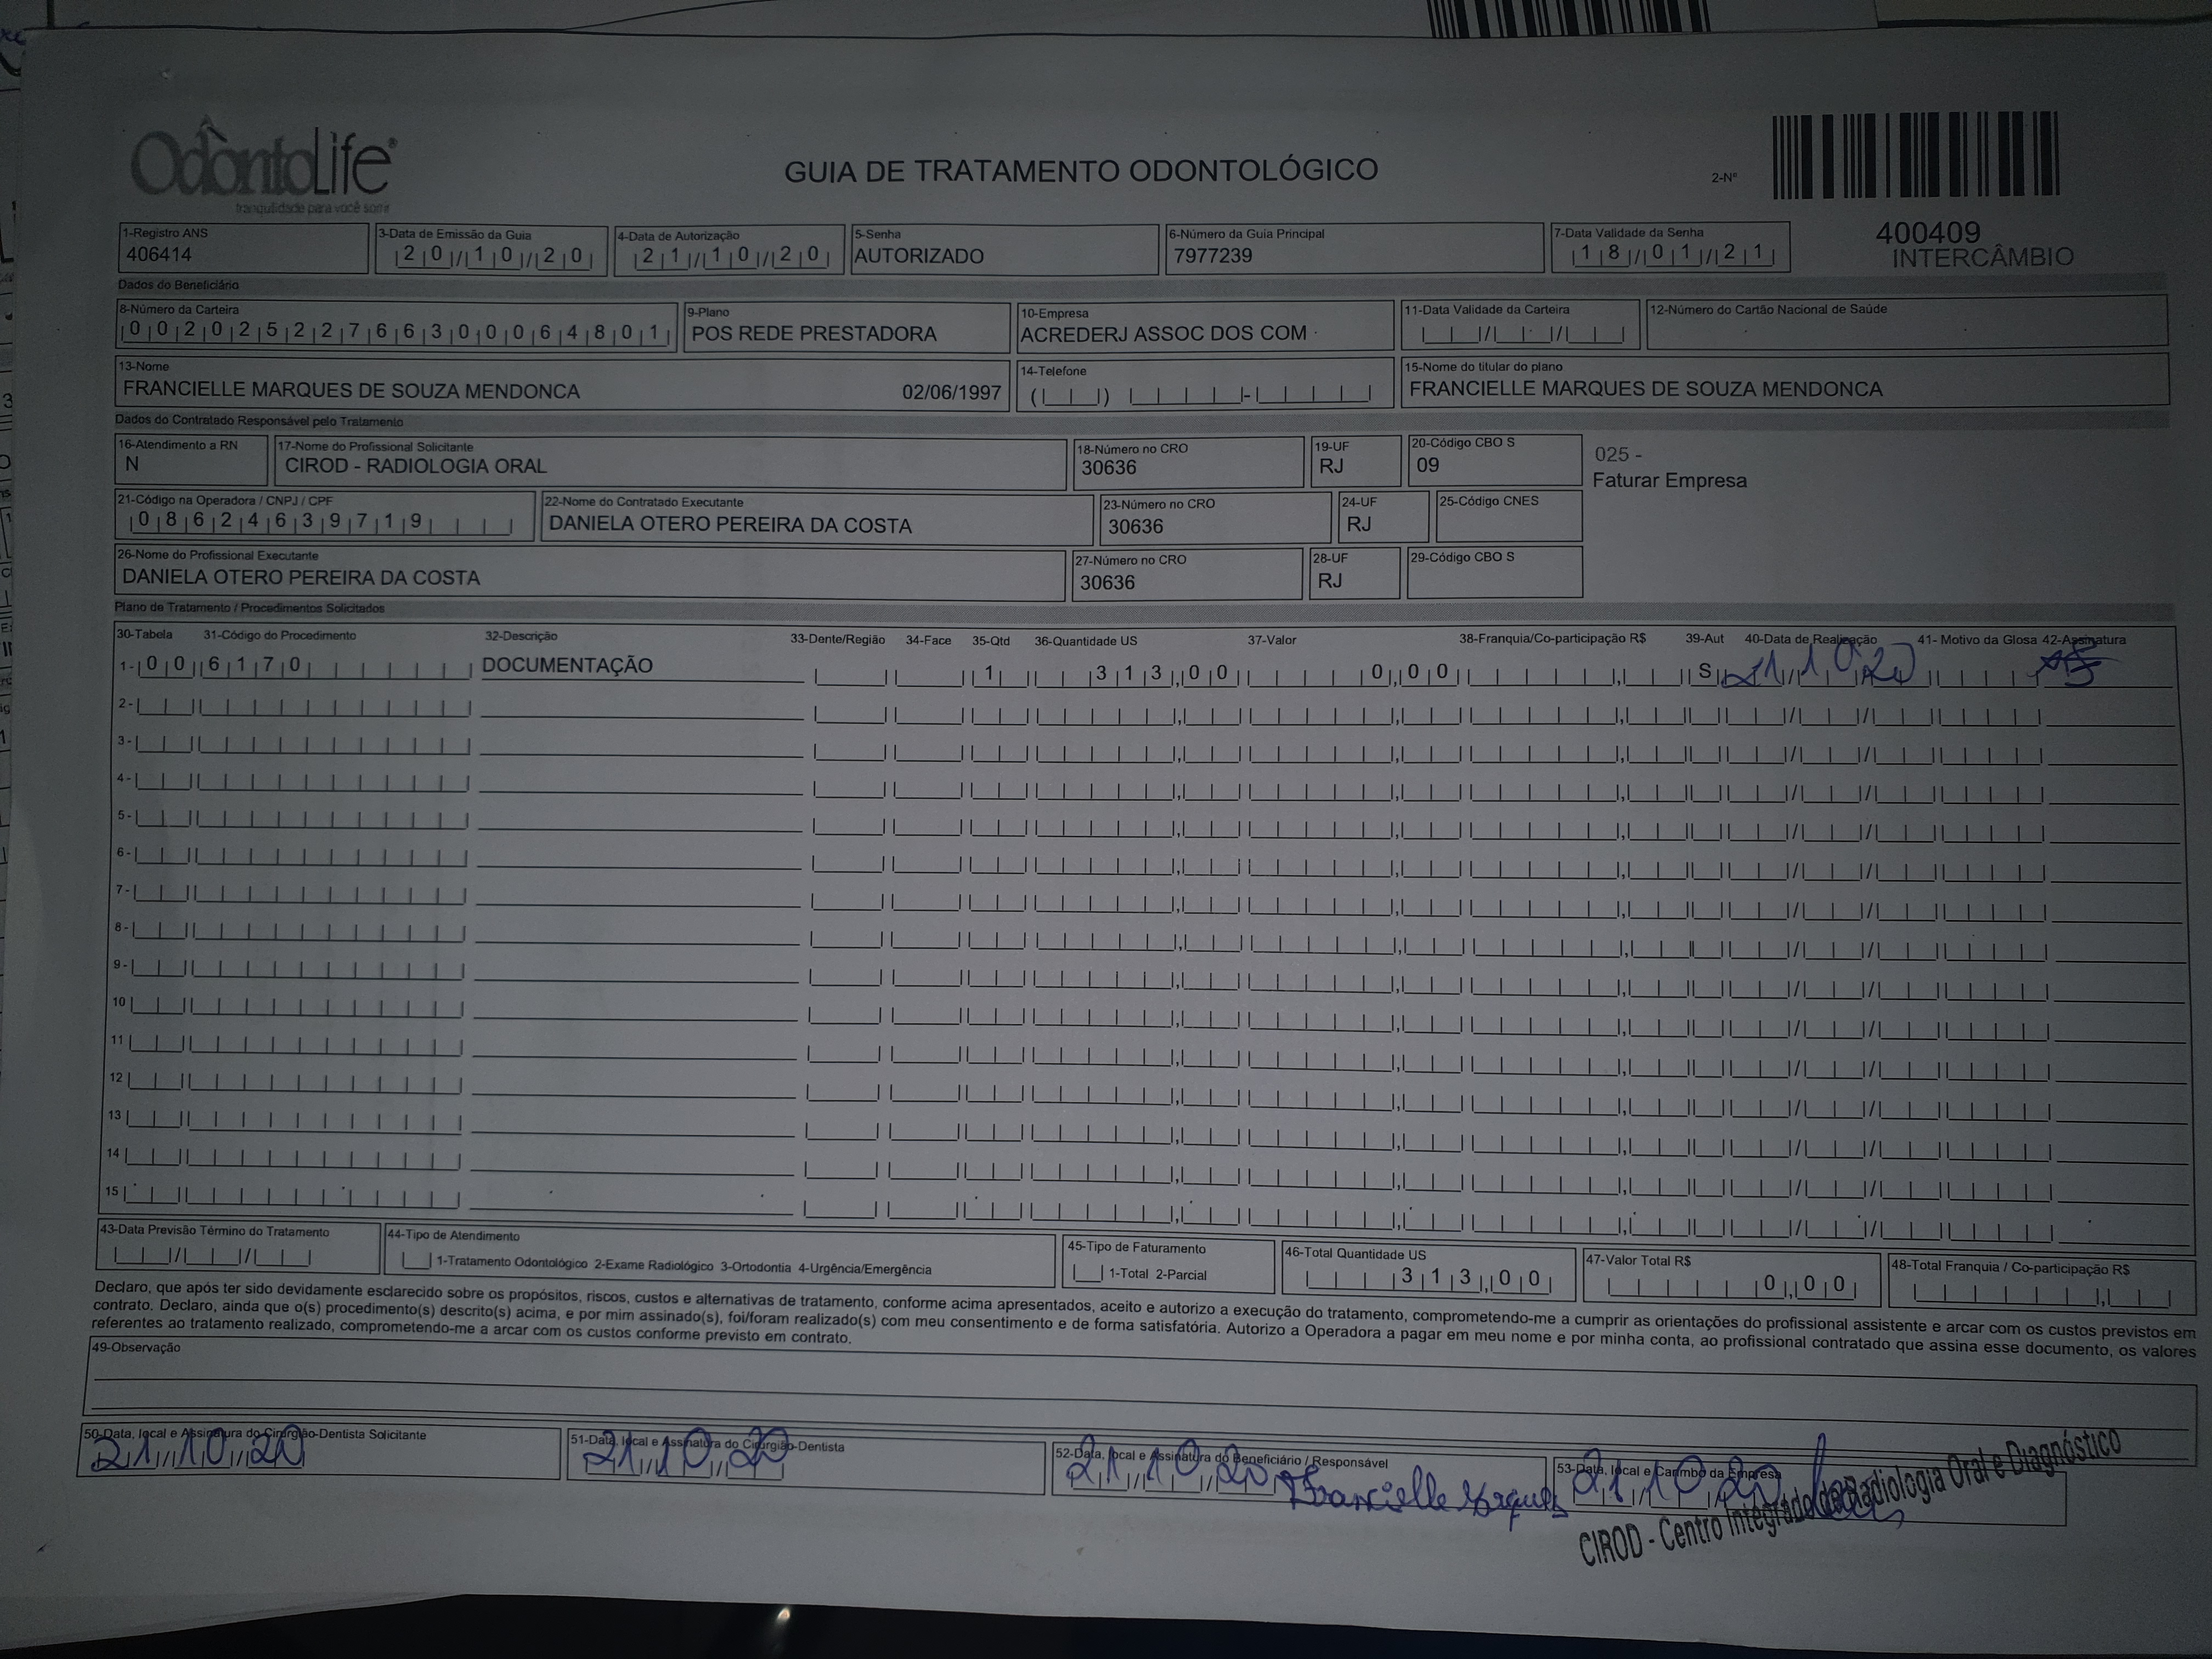 OdontoLife®
tranquilidade para você sorrir
GUIA DE TRATAMENTO ODONTOLÓGICO
2-Nº
400409
INTERCÂMBIO
1-Registro ANS
406414
3-Data de Emissão da Guia
20/10/20
4-Data de Autorização
21/10/20
5-Senha
AUTORIZADO
6-Número da Guia Principal
7977239
7-Data Validade da Senha
18/01/21
Dados do Beneficiário
8-Número da Carteira
00202522766300064801
9-Plano
POS REDE PRESTADORA
10-Empresa
ACREDERJ ASSOC DOS COM
11-Data Validade da Carteira
12-Número do Cartão Nacional de Saúde
13-Nome
FRANCIELLE MARQUES DE SOUZA MENDONCA 02/06/1997
14-Telefone
15-Nome do titular do plano
FRANCIELLE MARQUES DE SOUZA MENDONCA
Dados do Contratado Responsável pelo Tratamento
16-Atendimento a RN
N
17-Nome do Profissional Solicitante
CIROD - RADIOLOGIA ORAL
18-Número no CRO
30636
19-UF
RJ
20-Código CBO S
09
025 -
Faturar Empresa
21-Código na Operadora / CNPJ / CPF
08624639719
22-Nome do Contratado Executante
DANIELA OTERO PEREIRA DA COSTA
23-Número no CRO
30636
24-UF
RJ
25-Código CNES
26-Nome do Profissional Executante
DANIELA OTERO PEREIRA DA COSTA
27-Número no CRO
30636
28-UF
RJ
29-Código CBO S
Plano de Tratamento / Procedimentos Solicitados
30-Tabela 31-Código do Procedimento 32-Descrição 33-Dente/Região 34-Face 35-Qtd 36-Quantidade US 37-Valor 38-Franquia/Co-participação R$ 39-Aut 40-Data de Realização 41- Motivo da Glosa 42-Assinatura
1- 00 6170 DOCUMENTAÇÃO 1 313,00 0,00 S 21/10/20
2-
3-
4-
5-
6-
7-
8-
9-
10
11
12
13
14
15
43-Data Previsão Término do Tratamento
44-Tipo de Atendimento
1-Tratamento Odontológico 2-Exame Radiológico 3-Ortodontia 4-Urgência/Emergência
45-Tipo de Faturamento
1-Total 2-Parcial
46-Total Quantidade US
313,00
47-Valor Total R$
0,00
48-Total Franquia / Co-participação R$
Declaro, que após ter sido devidamente esclarecido sobre os propósitos, riscos, custos e alternativas de tratamento, conforme acima apresentados, aceito e autorizo a execução do tratamento, comprometendo-me a cumprir as orientações do profissional assistente e arcar com os custos previstos em
contrato. Declaro, ainda que o(s) procedimento(s) descrito(s) acima, e por mim assinado(s), foi/foram realizado(s) com meu consentimento e de forma satisfatória. Autorizo a Operadora a pagar em meu nome e por minha conta, ao profissional contratado que assina esse documento, os valores
referentes ao tratamento realizado, comprometendo-me a arcar com os custos conforme previsto em contrato.
49-Observação
50-Data, local e Assinatura do Cirurgião-Dentista Solicitante
21/10/20
51-Data, local e Assinatura do Cirurgião-Dentista
21/10/20
52-Data, local e Assinatura do Beneficiário / Responsável
21/10/20 Francielle Marques
53-Data, local e Carimbo da Empresa
21/10/20
CIROD - Centro Integrado de Radiologia Oral e Diagnóstico